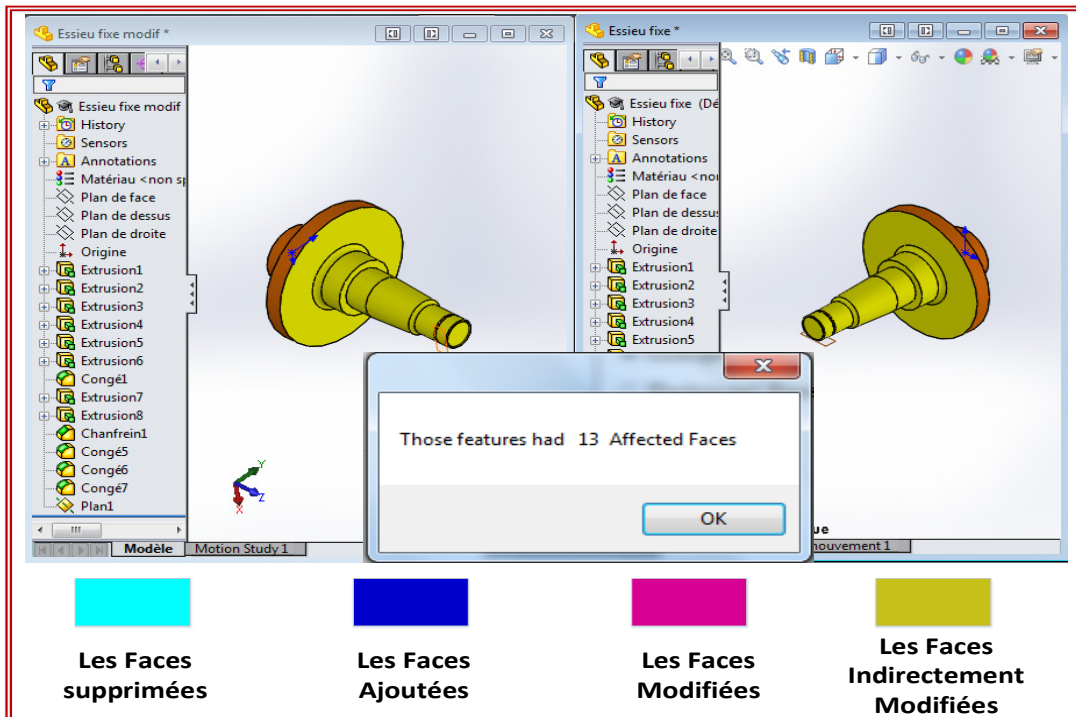 Essieu fixe modif *
Essieu fixe modif
History
Sensors
Annotations
Matériau <non sp
Plan de face
Plan de dessus
Plan de droite
Origine
Extrusion1
Extrusion2
Extrusion3
Extrusion4
Extrusion5
Extrusion6
Congé1
Extrusion7
Extrusion8
Chanfrein1
Congé5
Congé6
Congé7
Plan1
Modèle
Motion Study 1
Y
Z
X
Essieu fixe *
Essieu fixe (Dé
History
Sensors
Annotations
Matériau <non
Plan de face
Plan de dessus
Plan de droite
Origine
Extrusion1
Extrusion2
Extrusion3
Extrusion4
Extrusion5
ue
mouvement 1
Those features had 13 Affected Faces
OK
Les Faces
supprimées
Les Faces
Ajoutées
Les Faces
Modifiées
Les Faces
Indirectement
Modifiées